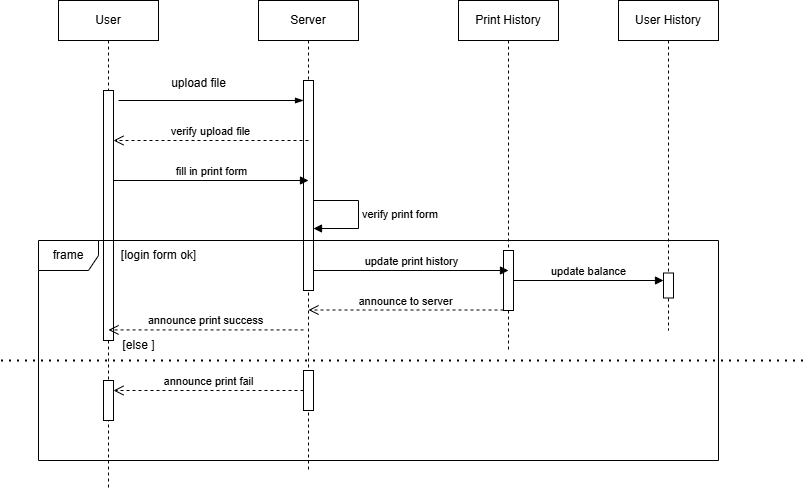 User
Server
Print History
User History
upload file
verify upload file
fill in print form
verify print form
frame
[login form ok]
update print history
update balance
announce to server
announce print success
[else ]
announce print fail